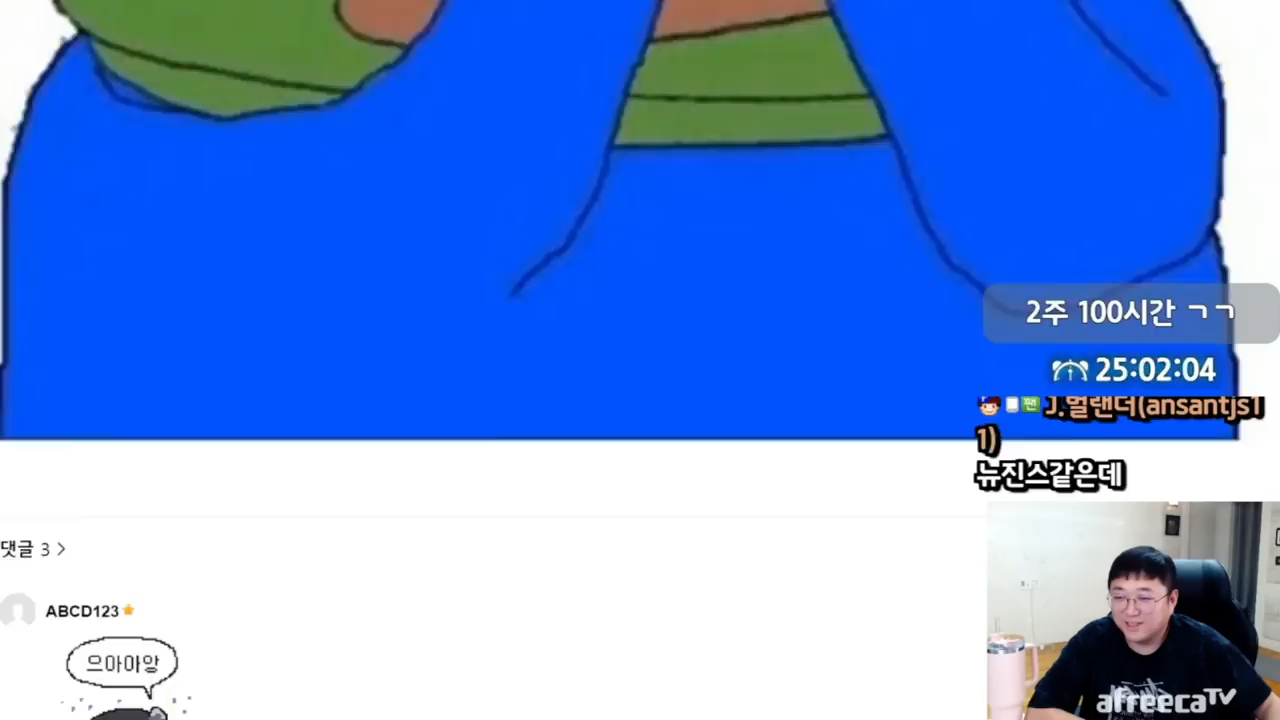 2주 100시간 ㄱㄱ
25:02:04
팬 J.멀랜더(ansantjs1
1)
뉴진스같은데
댓글 3 >
ABCD123
으아아앙
afreecaTV